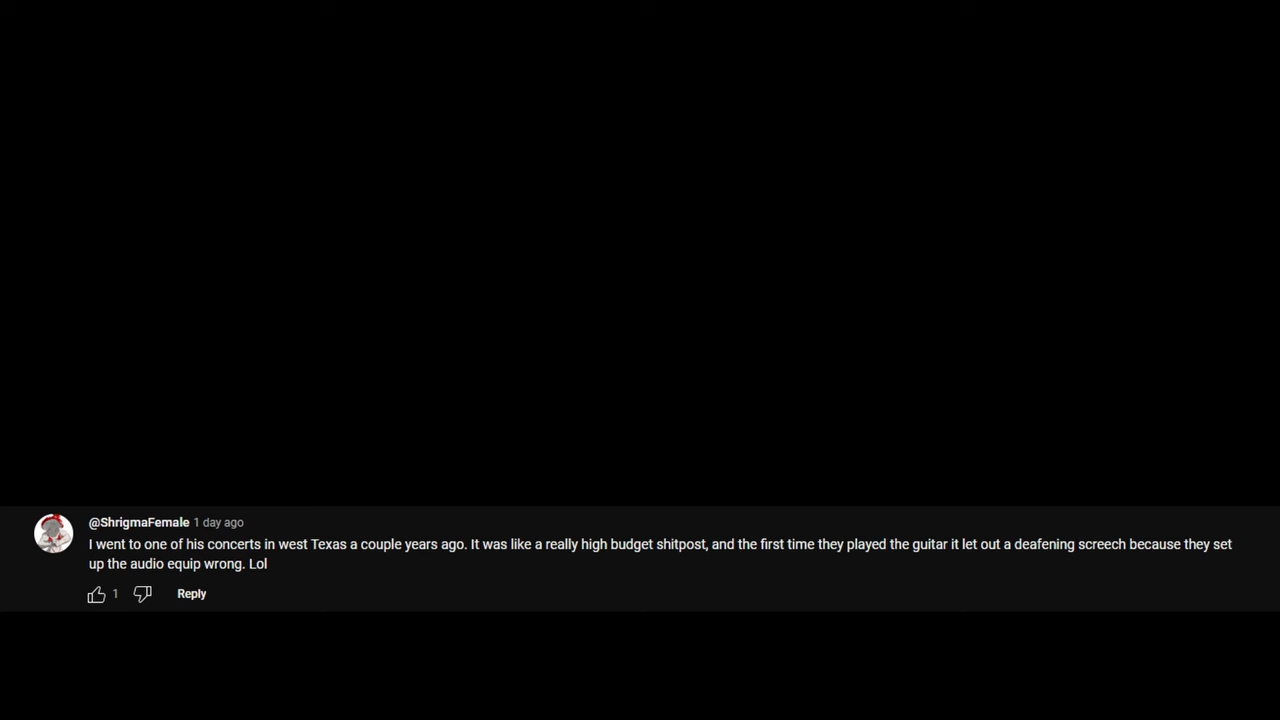 @ShrigmaFemale 1 day ago
I went to one of his concerts in west Texas a couple years ago. It was like a really high budget shitpost, and the first time they played the guitar it let out a deafening screech because they set
up the audio equip wrong. Lol
1 Reply